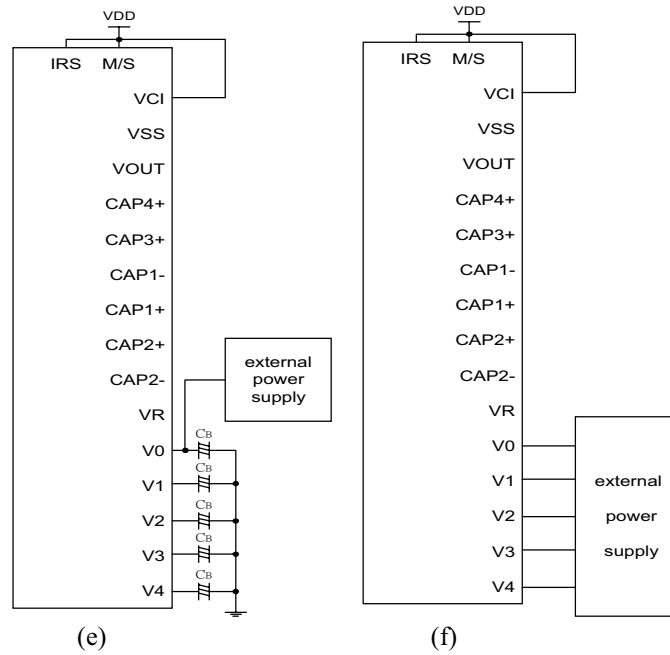 VDD
IRS M/S
VCI
VSS
VOUT
CAP4+
CAP3+
CAP1-
CAP1+
CAP2+
CAP2-
VR
V0
V1
V2
V3
V4
external
power
supply
CB
CB
CB
CB
CB
(e)
VDD
IRS M/S
VCI
VSS
VOUT
CAP4+
CAP3+
CAP1-
CAP1+
CAP2+
CAP2-
VR
V0
V1
V2
V3
V4
external
power
supply
(f)